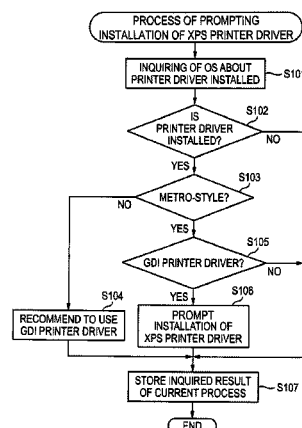 PROCESS OF PROMPTING
INSTALLATION OF XPS PRINTER DRIVER
INQUIRING OF OS ABOUT
PRINTER DRIVER INSTALLED
S101
S102
IS
PRINTER DRIVER
INSTALLED?
NO
YES
S103
METRO-STYLE?
NO
YES
S105
GDI PRINTER DRIVER?
NO
YES
S104
RECOMMEND TO USE
GDI PRINTER DRIVER
S106
PROMPT
INSTALLATION OF
XPS PRINTER DRIVER
STORE INQUIRED RESULT
OF CURRENT PROCESS
S107
END